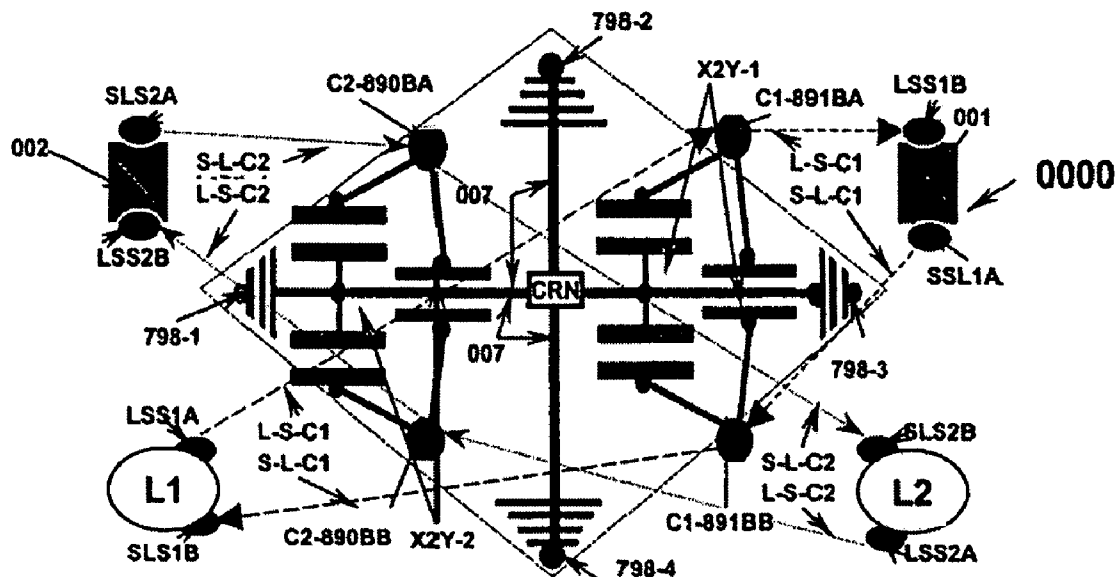 798-2
X2Y-1
C2-890BA
SLS2A
C1-891BA
LSS1B
001
002
S-L-C2
L-S-C2
007
L-S-C1
S-L-C1
0000
LSS2B
CRN
SSL1A
798-1
007
798-3
LSS1A
L-S-C1
S-L-C1
SLS2B
L1
S-L-C2
L-S-C2
L2
SLS1B
C2-890BB
X2Y-2
C1-891BB
LSS2A
798-4